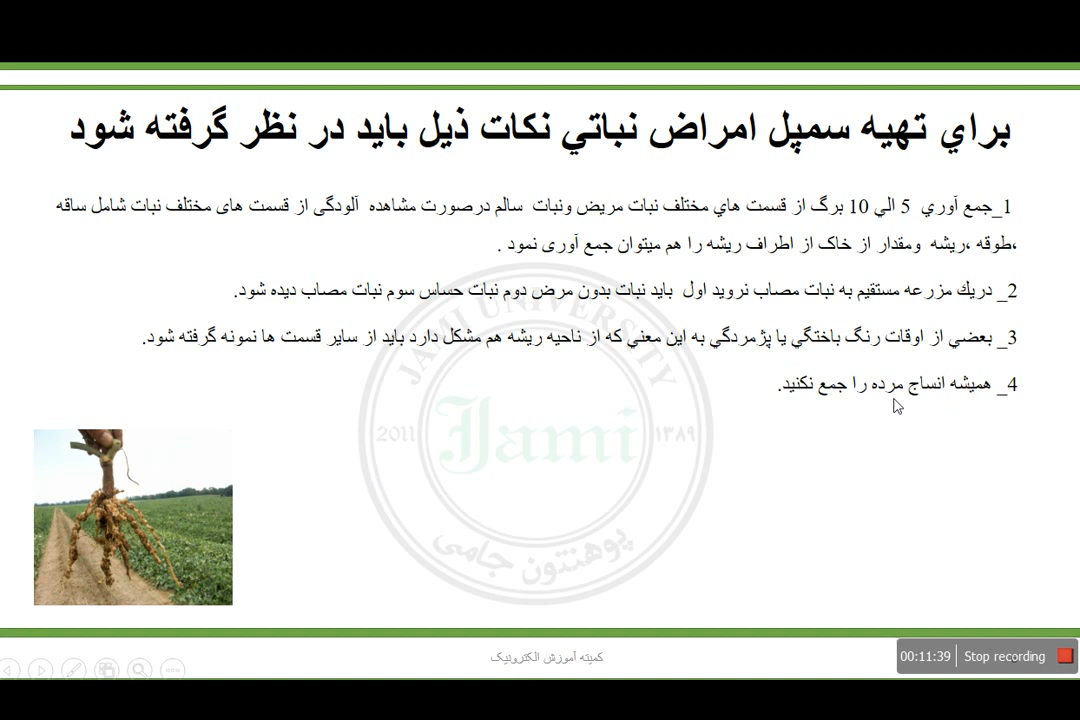 براي تهيه سمپل امراض نباتي نكات ذيل بايد در نظر گرفته شود
1_جمع آوري 5 الي 10 برگ از قسمت هاي مختلف نبات مريض ونبات سالم درصورت مشاهده آلودگی از قسمت های مختلف نبات شامل ساقه
،طوقه ،ریشه ومقدار از خاک از اطراف ریشه را هم میتوان جمع آوری نمود .
2_ دريك مزرعه مستقيم به نبات مصاب نرويد اول بايد نبات بدون مرض دوم نبات حساس سوم نبات مصاب ديده شود.
3_ بعضي از اوقات رنگ باختگي يا پژمردگي به اين معني كه از ناحيه ريشه هم مشكل دارد بايد از ساير قسمت ها نمونه گرفته شود.
4_ هميشه انساج مرده را جمع نكنيد.
JAMI UNIVERSITY
2011 Jami ١٣٨٩
پوهنتون جامی
کمیته آموزش الکترونیک
00:11:39 Stop recording